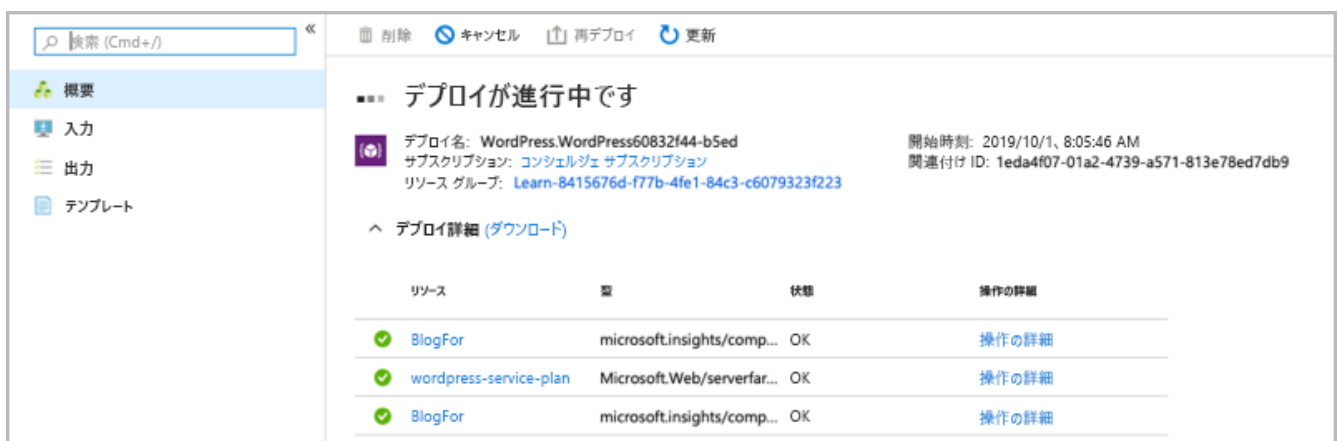 検索 (Cmd+/)
«
削除 キャンセル 再デプロイ 更新
概要
入力
出力
テンプレート
デプロイが進行中です
デプロイ名: WordPress.WordPress60832f44-b5ed
サブスクリプション: コンシェルジェ サブスクリプション
リソース グループ: Learn-8415676d-f77b-4fe1-84c3-c6079323f223
開始時刻: 2019/10/1、8:05:46 AM
関連付け ID: 1eda4f07-01a2-4739-a571-813e78ed7db9
デプロイ詳細 (ダウンロード)
リソース 型 状態 操作の詳細
BlogFor microsoft.insights/comp... OK 操作の詳細
wordpress-service-plan Microsoft.Web/serverfar... OK 操作の詳細
BlogFor microsoft.insights/comp... OK 操作の詳細